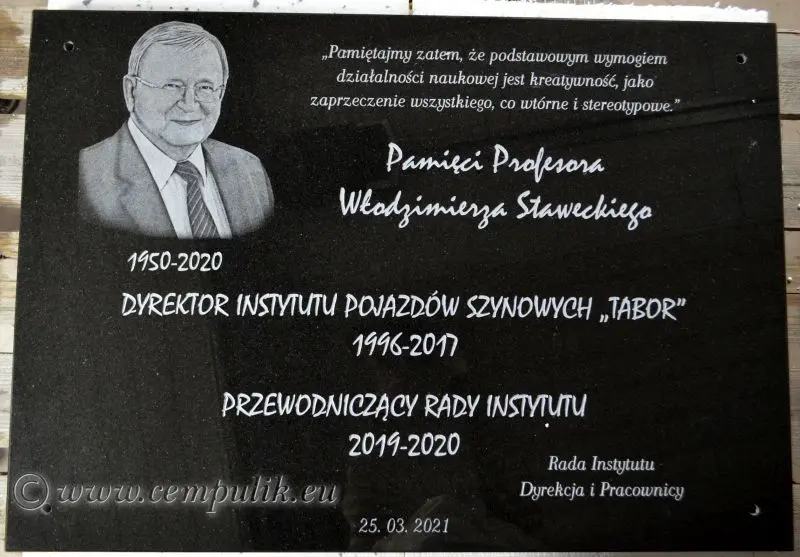 „Pamiętajmy zatem, że podstawowym wymogiem
działalności naukowej jest kreatywność, jako
zaprzeczenie wszystkiego, co wtórne i stereotypowe.”
Pamięci Profesora
Włodzimierza Staweckiego
1950-2020
DYREKTOR INSTYTUTU POJAZDÓW SZYNOWYCH „TABOR”
1996-2017
PRZEWODNICZĄCY RADY INSTYTUTU
2019-2020
Rada Instytutu
Dyrekcja i Pracownicy
© www.cempulik.eu
25. 03. 2021